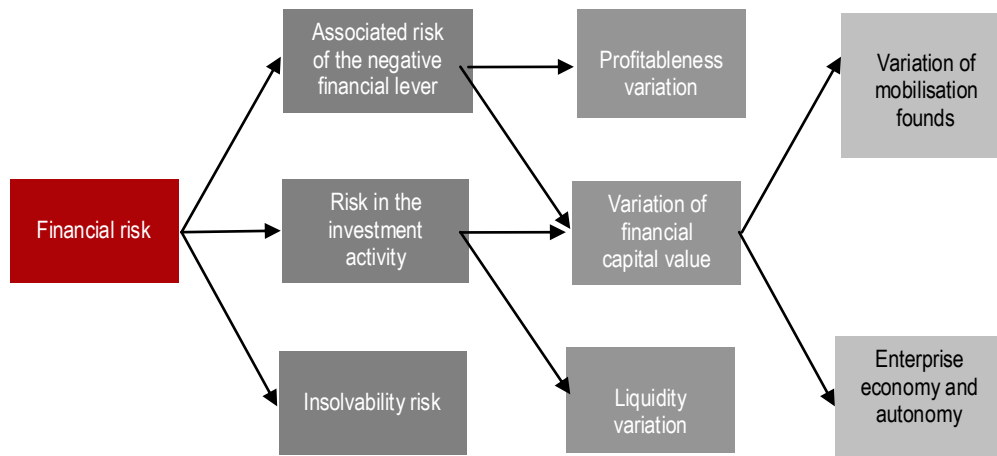 Financial risk
Associated risk
of the negative
financial lever
Risk in the
investment
activity
Insolvability risk
Profitableness
variation
Variation of
financial
capital value
Liquidity
variation
Variation of
mobilisation
founds
Enterprise
economy and
autonomy